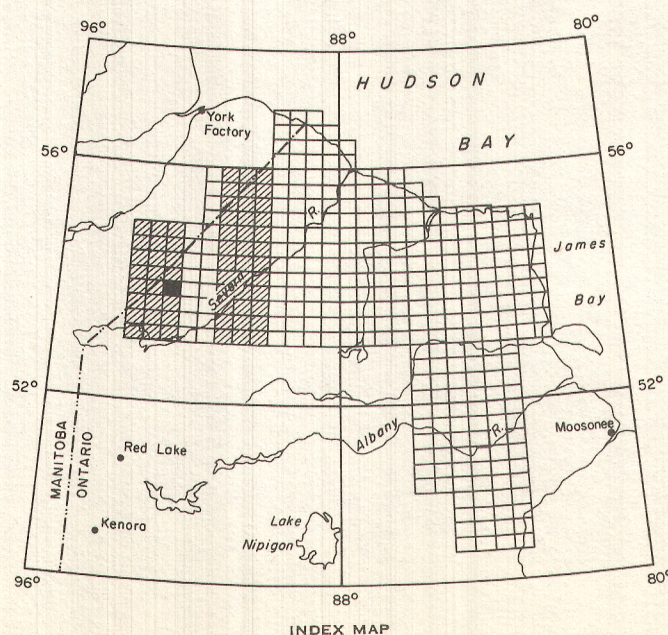 96°
88°
80°
HUDSON
BAY
York
Factory
56°
56°
R.
Severn
James
Bay
52°
52°
Albany
R.
Moosonee
MANITOBA
ONTARIO
Red Lake
Kenora
Lake
Nipigon
96°
88°
80°
INDEX MAP